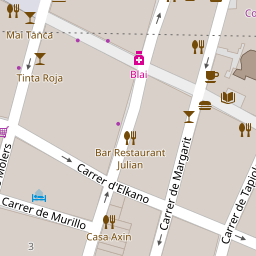 Co
Mal Tanca
Blai
Tinta Roja
Bar Restaurant
Julian
Carrer d'Elkano
Carrer de Margarit
Carrer de Tapiol
Molers
Carrer de Murillo
Casa Axin
3